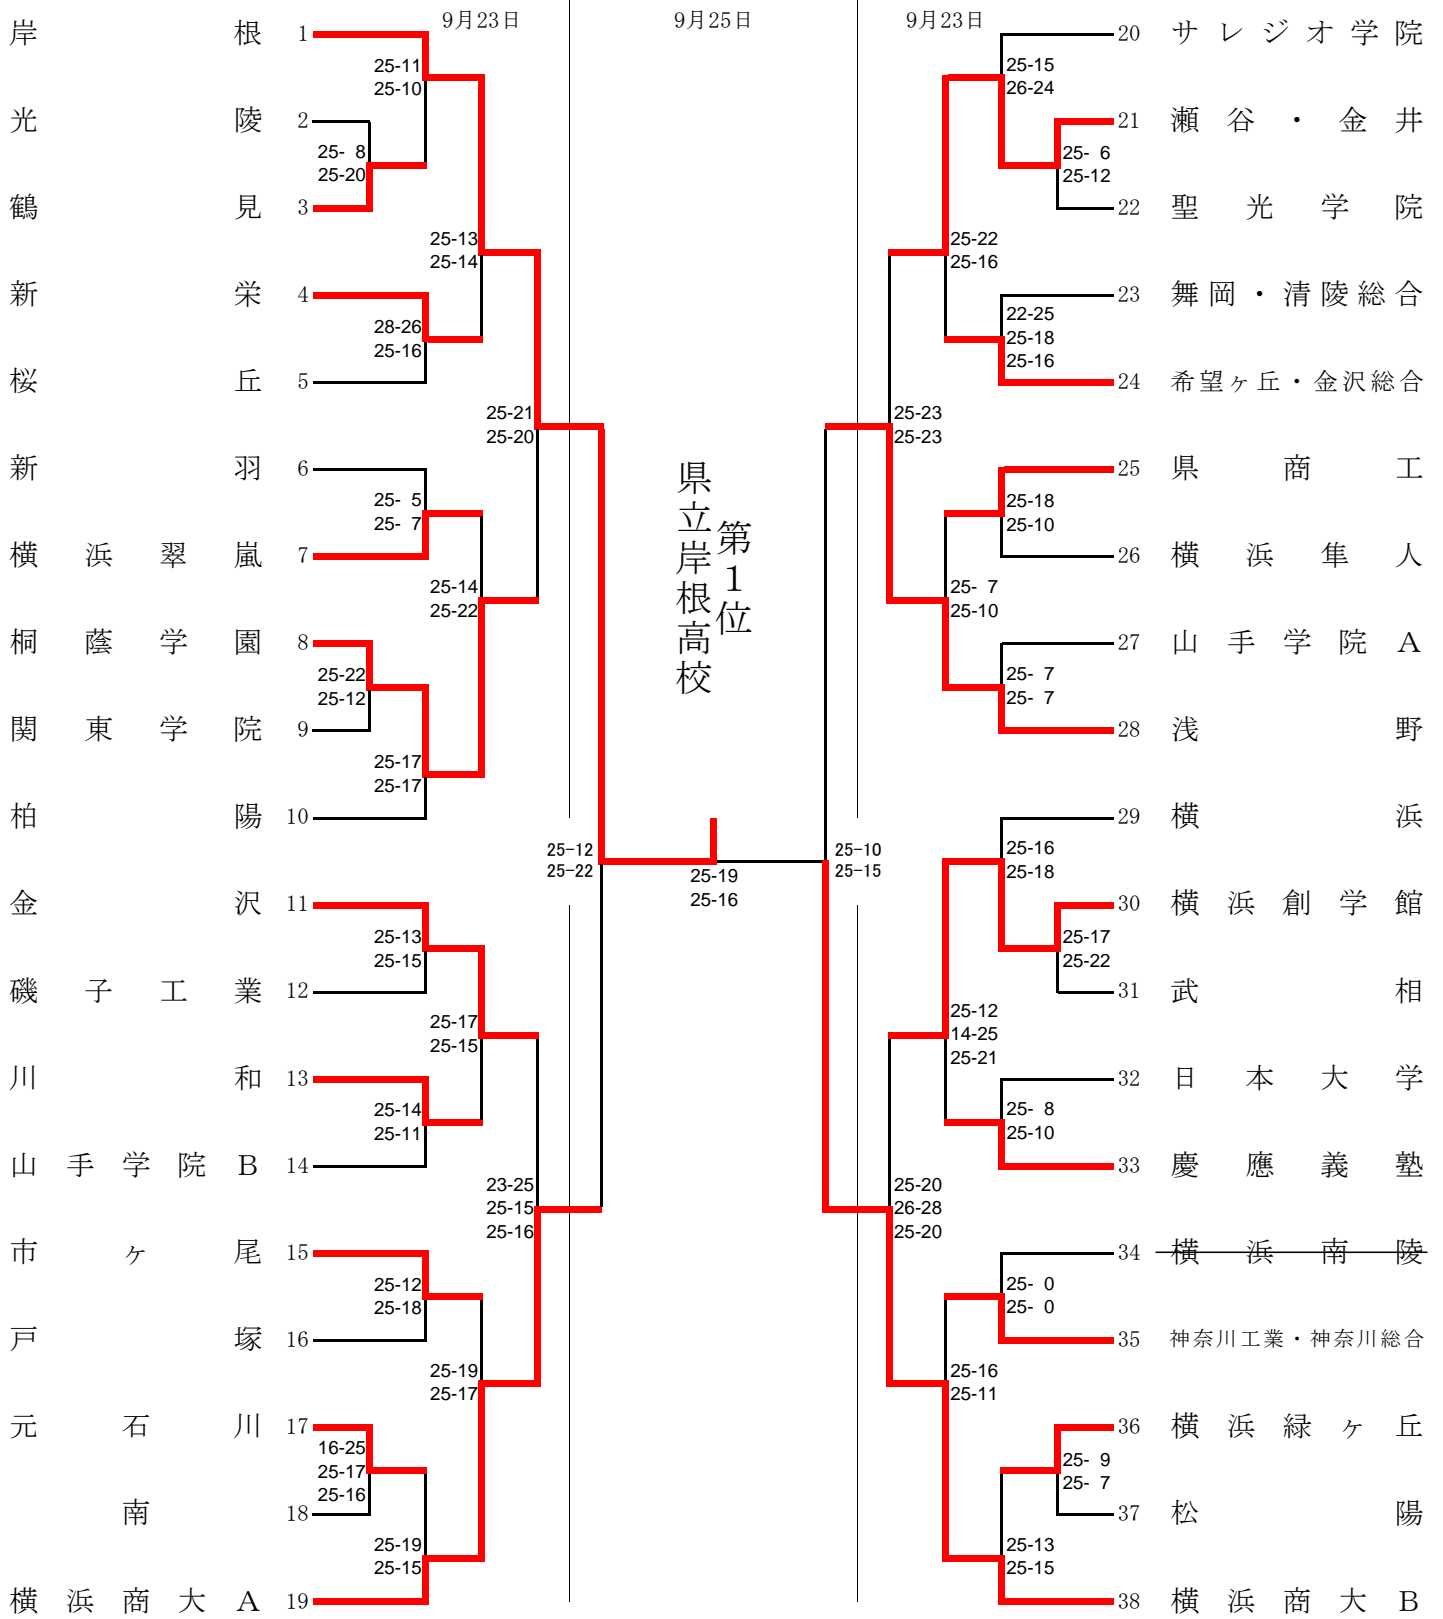 9月23日
9月25日
9月23日
岸根 1
25-11
25-10
光陵 2
25- 8
25-20
鶴見 3
25-13
25-14
新栄 4
28-26
25-16
桜丘 5
25-21
25-20
新羽 6
25- 5
25- 7
横浜翠嵐 7
25-14
25-22
桐蔭学園 8
25-22
25-12
関東学院 9
25-17
25-17
柏陽 10
25-12
25-22
金沢 11
25-13
25-15
磯子工業 12
25-17
25-15
川和 13
25-14
25-11
山手学院B 14
23-25
25-15
25-16
市ヶ尾 15
25-12
25-18
戸塚 16
25-19
25-17
元石川 17
16-25
25-17
25-16
南 18
25-19
25-15
横浜商大A 19
第1位
県立岸根高校
25-19
25-16
20 サレジオ学院
25-15
26-24
21 瀬谷・金井
25- 6
25-12
22 聖光学院
25-22
25-16
23 舞岡・清陵総合
22-25
25-18
25-16
24 希望ヶ丘・金沢総合
25-23
25-23
25 県商工
25-18
25-10
26 横浜隼人
25- 7
25-10
27 山手学院A
25- 7
25- 7
28 浅野
29 横浜
25-10
25-15
25-16
25-18
30 横浜創学館
25-17
25-22
31 武相
25-12
14-25
25-21
32 日本大学
25- 8
25-10
33 慶應義塾
25-20
26-28
25-20
34 横浜南陵
25- 0
25- 0
35 神奈川工業・神奈川総合
25-16
25-11
36 横浜緑ヶ丘
25- 9
25- 7
37 松陽
25-13
25-15
38 横浜商大B